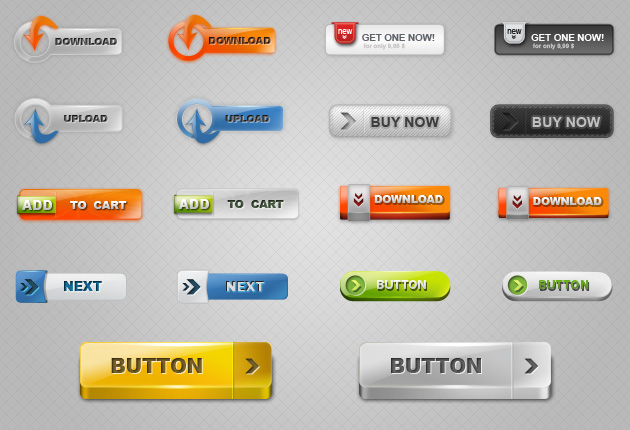 DOWNLOAD
DOWNLOAD
new
GET ONE NOW!
for only 9,99 $
new
GET ONE NOW!
for only 9,99 $
UPLOAD
UPLOAD
BUY NOW
BUY NOW
ADD TO CART
ADD TO CART
DOWNLOAD
DOWNLOAD
NEXT
NEXT
BUTTON
BUTTON
BUTTON
BUTTON